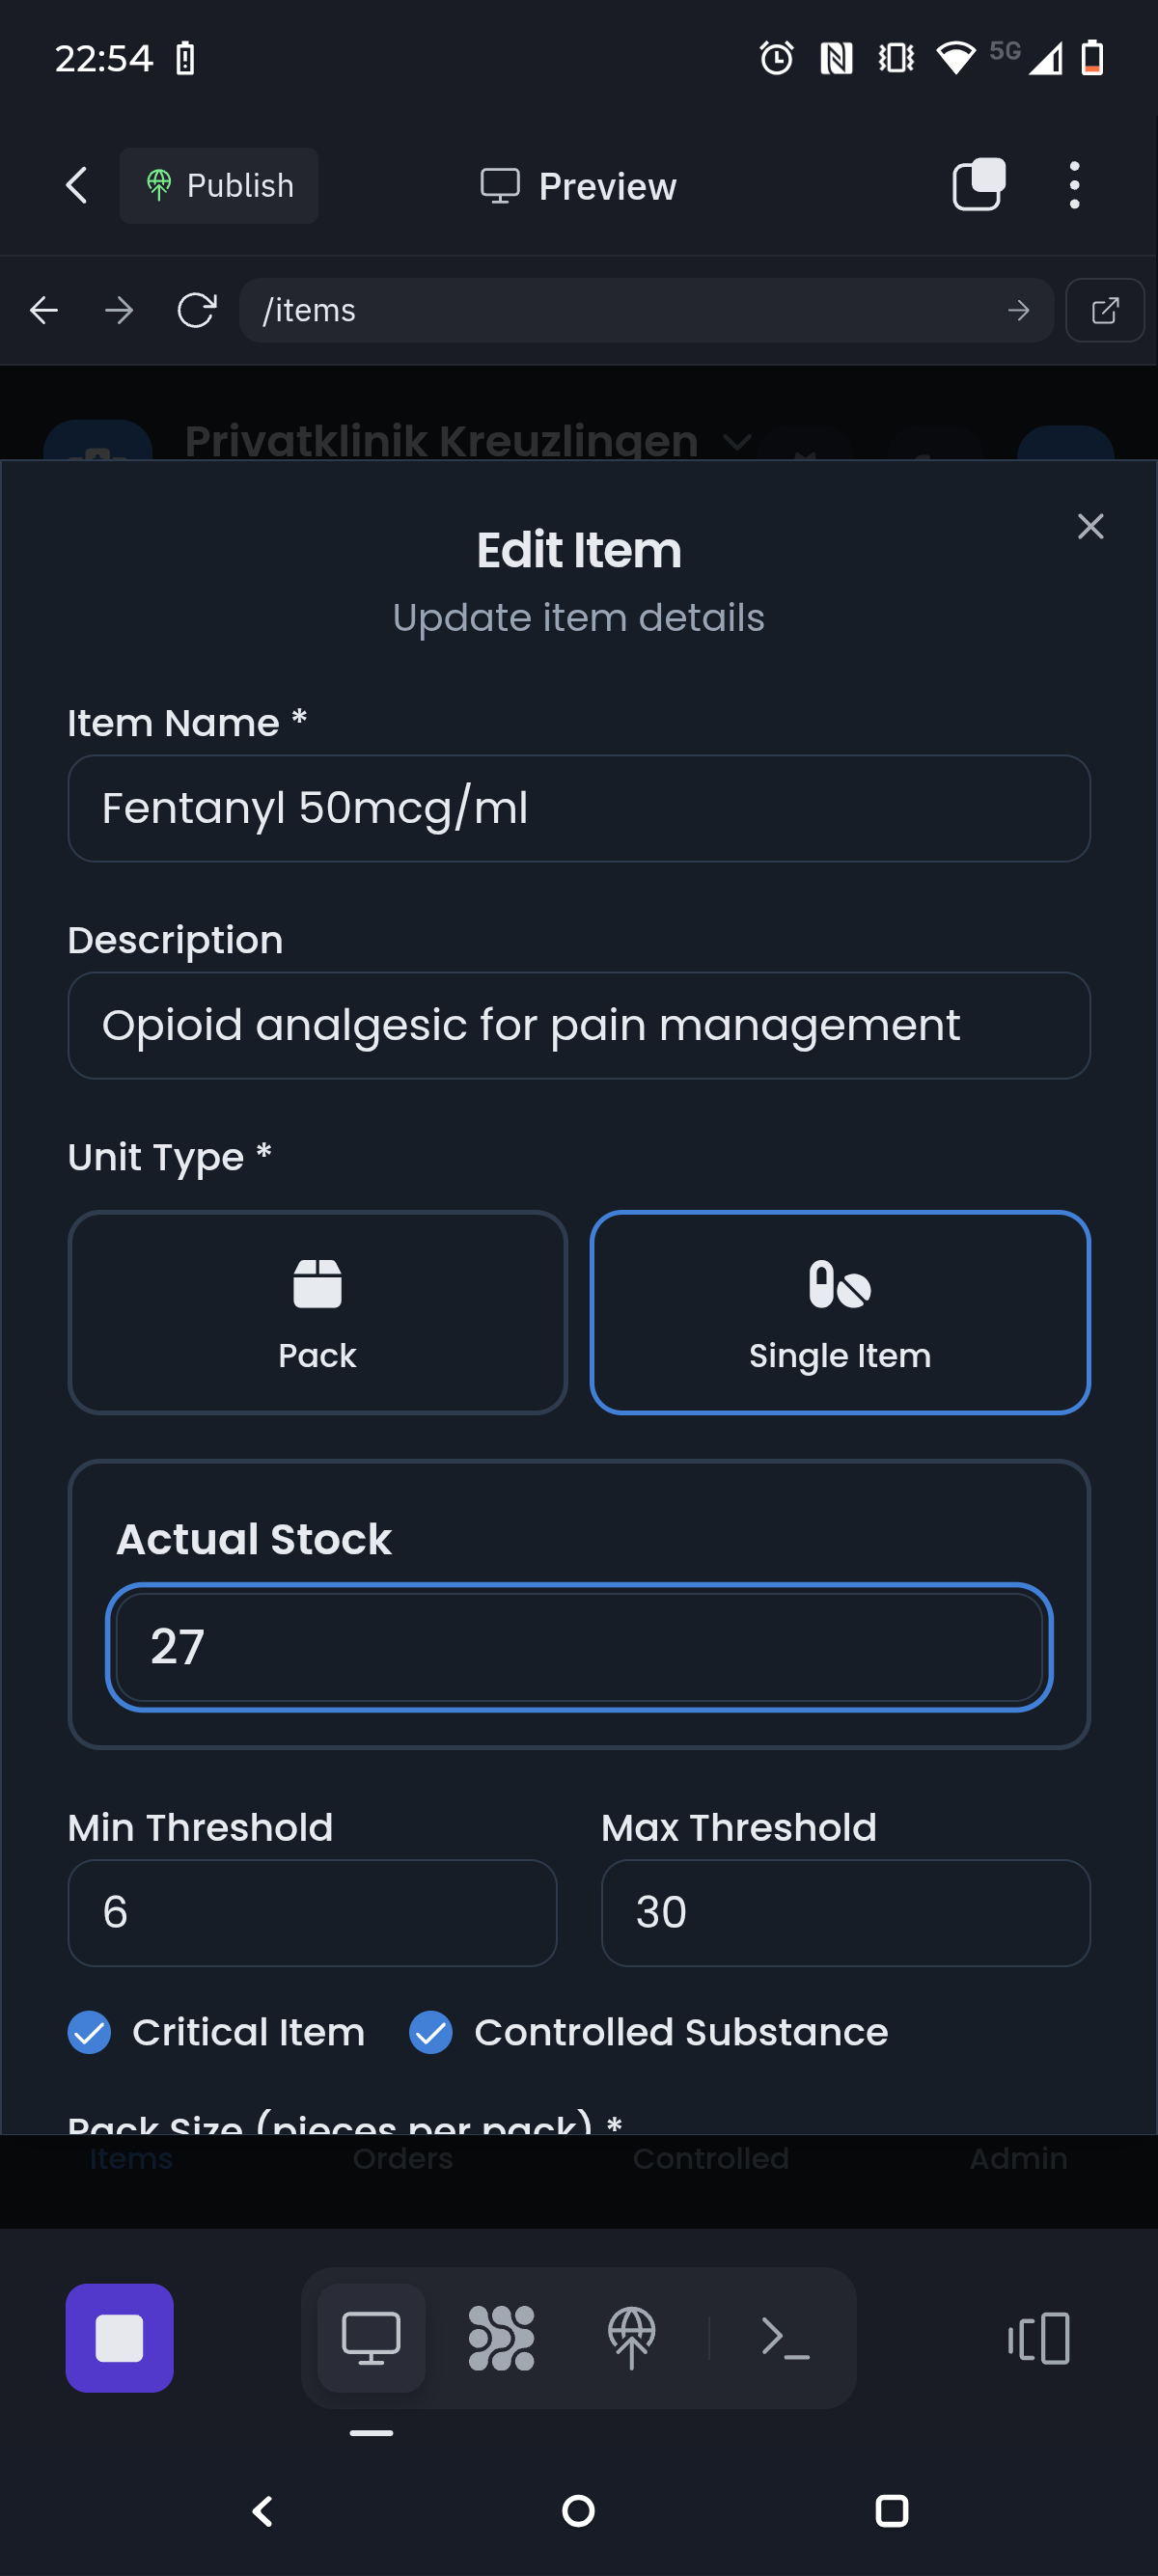 22:54
5G
Publish
Preview
/items
Privatklinik Kreuzlingen
Edit Item
Update item details
Item Name *
Fentanyl 50mcg/ml
Description
Opioid analgesic for pain management
Unit Type *
Pack
Single Item
Actual Stock
27
Min Threshold
Max Threshold
6
30
Critical Item
Controlled Substance
Pack Size (pieces per pack) *
Items
Orders
Controlled
Admin